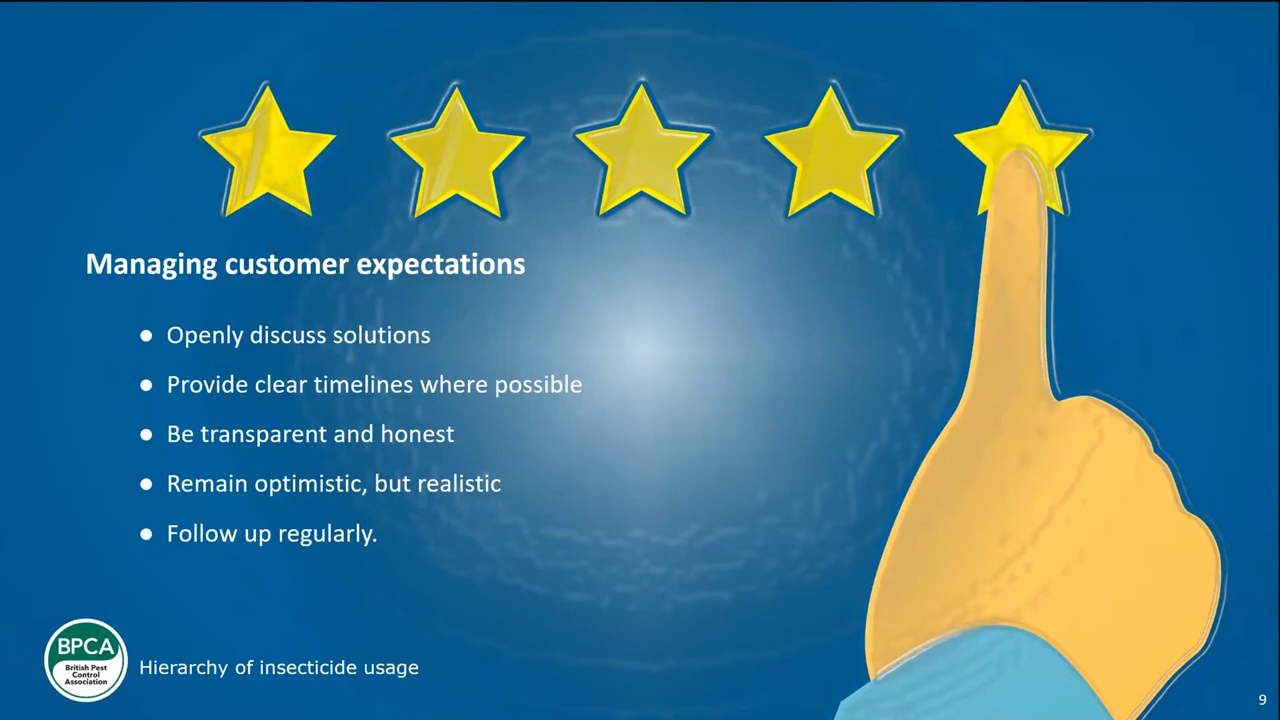 Managing customer expectations
● Openly discuss solutions
● Provide clear timelines where possible
● Be transparent and honest
● Remain optimistic, but realistic
● Follow up regularly.
BPCA
British Pest
Control
Association
Hierarchy of insecticide usage
9